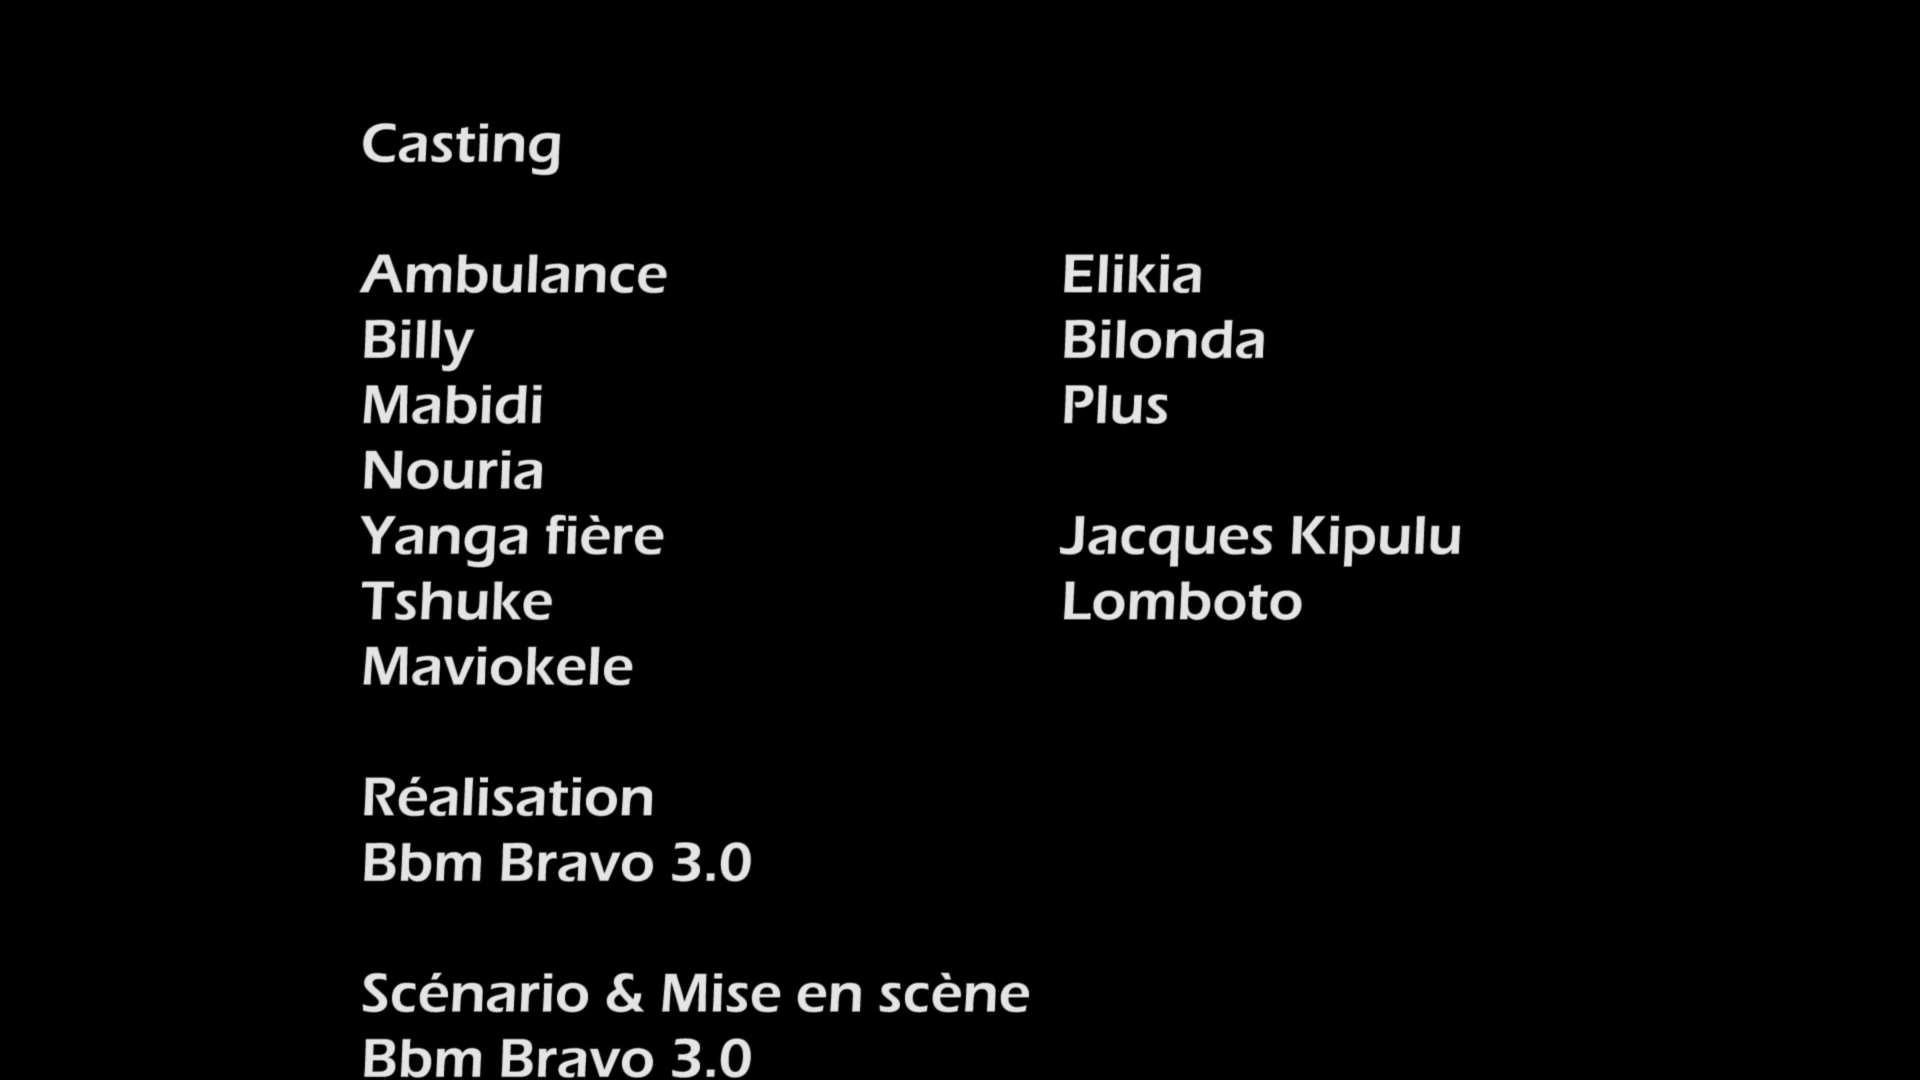 Casting
Ambulance
Billy
Mabidi
Nouria
Yanga fière
Tshuke
Maviokele
Elikia
Bilonda
Plus
Jacques Kipulu
Lomboto
Réalisation
Bbm Bravo 3.0
Scénario & Mise en scène
Bbm Bravo 3.0